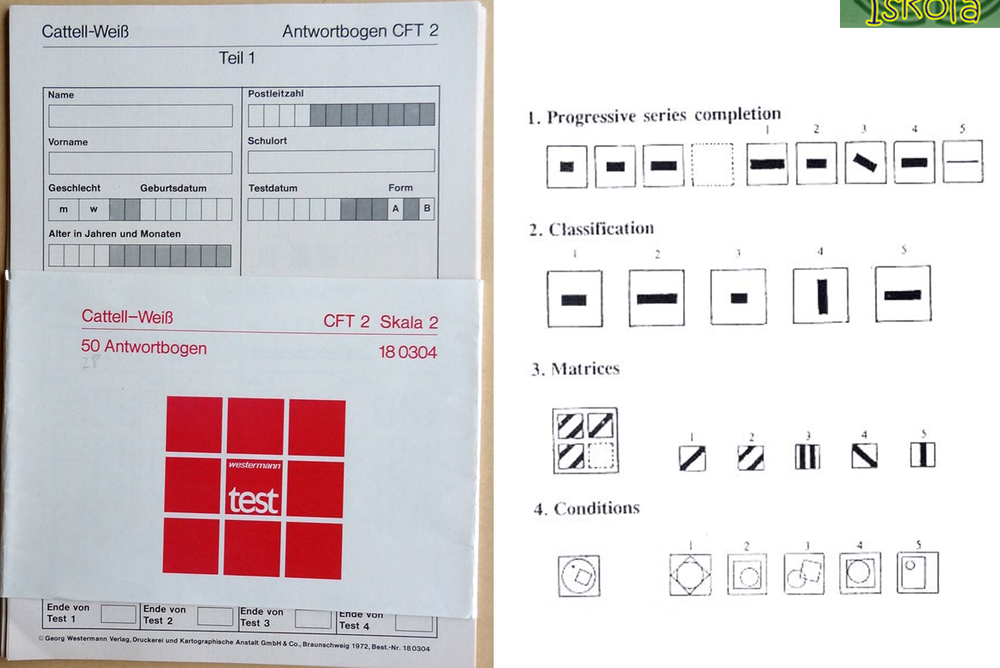 Cattell-Weiß Antwortbogen CFT 2
Teil 1
Name
Postleitzahl
Vorname
Schulort
Geschlecht Geburtsdatum
Testdatum Form
m w
A B
Alter in Jahren und Monaten
Cattell-Weiß CFT 2 Skala 2
50 Antwortbogen 18 0304
28
westermann
test
Ende von
Test 1
Ende von
Test 2
Ende von
Test 3
Ende von
Test 4
© Georg Westermann Verlag, Druckerei und Kartographische Anstalt GmbH & Co., Braunschweig 1972, Best.-Nr. 180304
Iskola
1. Progressive series completion
1 2 3 4 5
2. Classification
1 2 3 4 5
3. Matrices
1 2 3 4 5
4. Conditions
1 2 3 4 5